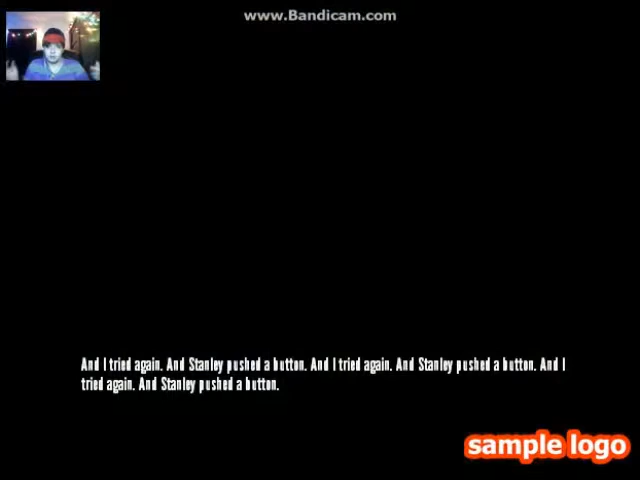 www.Bandicam.com
And I tried again. And Stanley pushed a button. And I tried again. And Stanley pushed a button. And I
tried again. And Stanley pushed a button.
sample logo